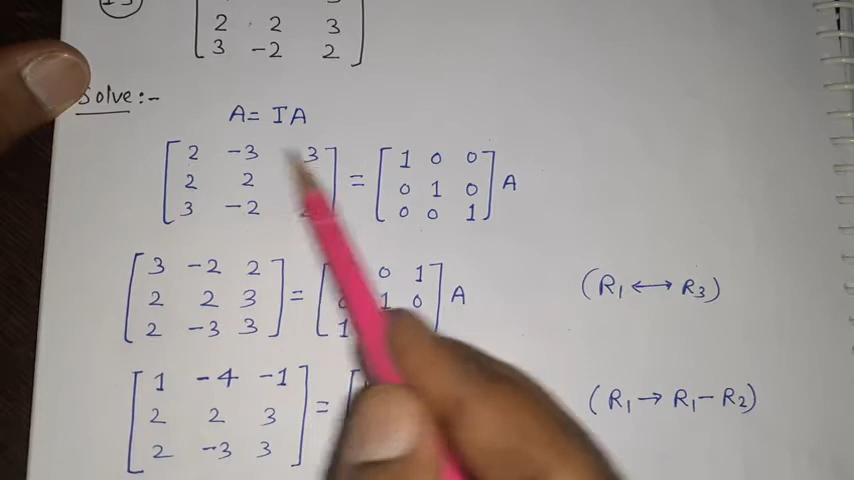 2 2 3
3 -2 2
Solve:-
A = IA
2 -3 3 1 0 0
2 2 = 0 1 0 A
3 -2 0 0 1
3 -2 2 0 1
2 2 3 = 1 0 A (R1 ↔ R3)
2 -3 3 1
1 -4 -1
2 2 3 = (R1 → R1 - R2)
2 -3 3